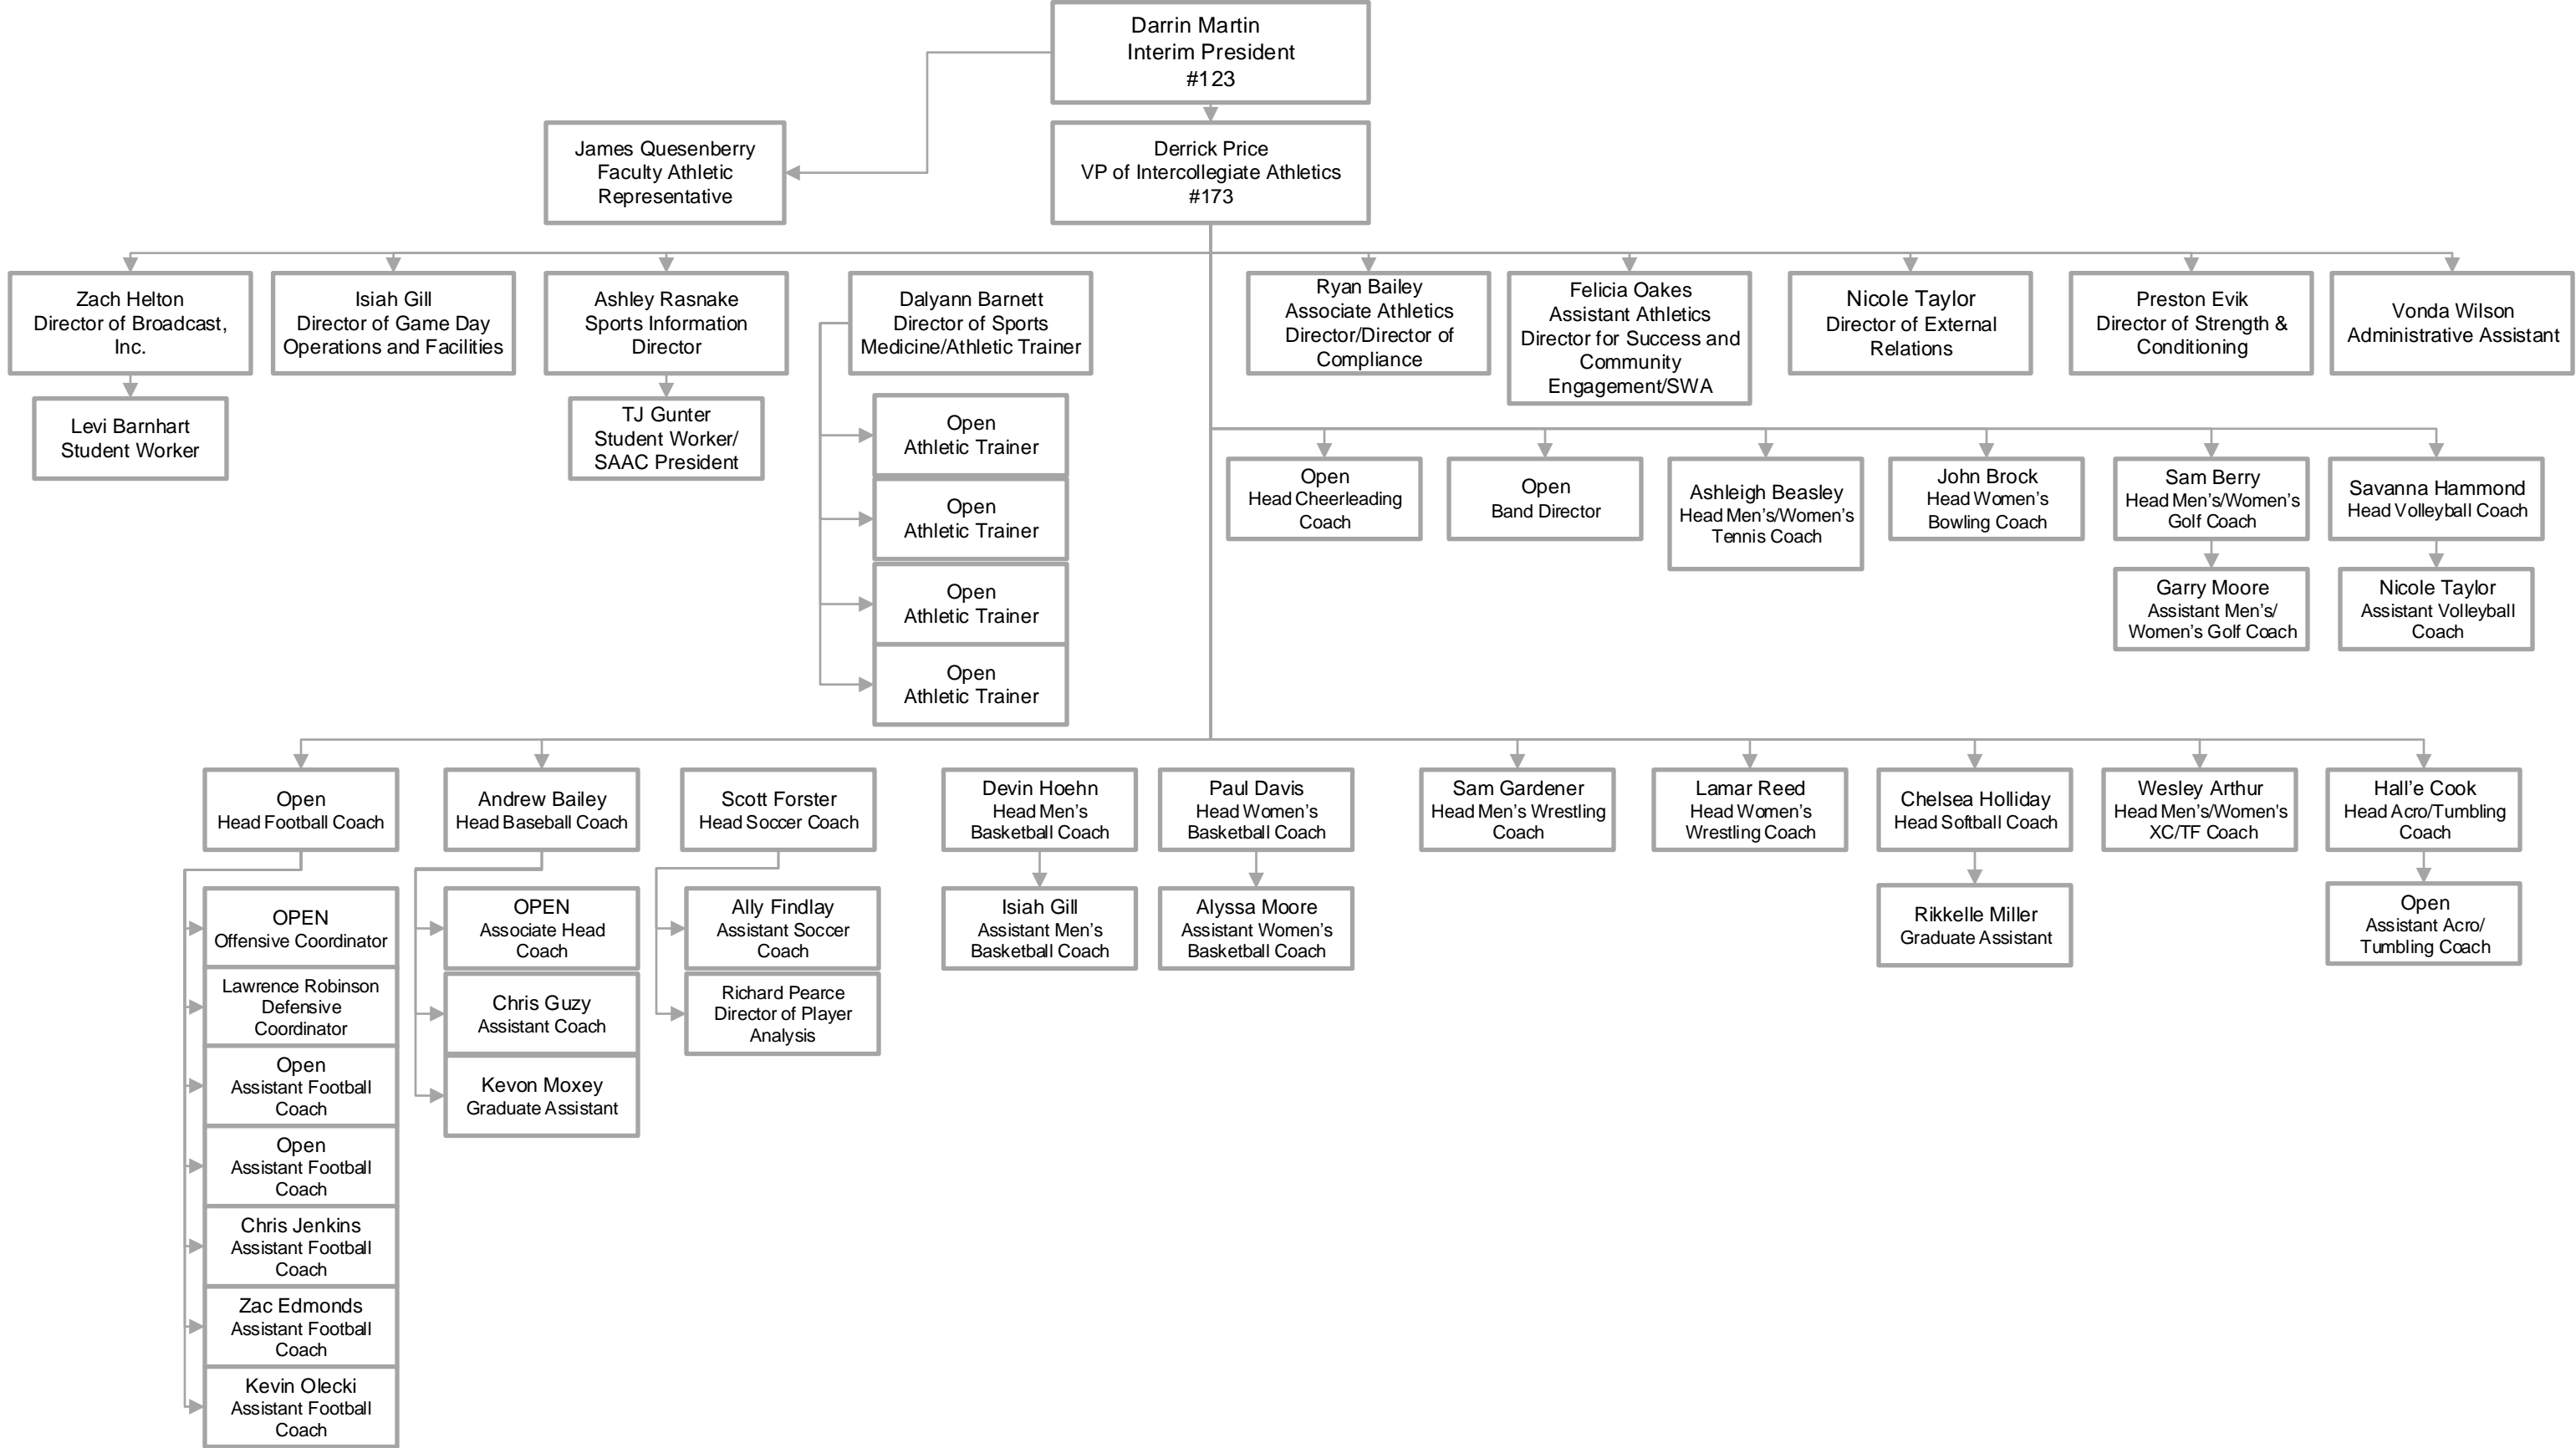 Darrin Martin
Interim President
#123
James Quesenberry
Faculty Athletic
Representative
Derrick Price
VP of Intercollegiate Athletics
#173
Zach Helton
Director of Broadcast,
Inc.
Isiah Gill
Director of Game Day
Operations and Facilities
Ashley Rasnake
Sports Information
Director
Dalyann Barnett
Director of Sports
Medicine/Athletic Trainer
Ryan Bailey
Associate Athletics
Director/Director of
Compliance
Felicia Oakes
Assistant Athletics
Director for Success and
Community
Engagement/SWA
Nicole Taylor
Director of External
Relations
Preston Evik
Director of Strength &
Conditioning
Vonda Wilson
Administrative Assistant
Levi Barnhart
Student Worker
TJ Gunter
Student Worker/
SAAC President
Open
Athletic Trainer
Open
Athletic Trainer
Open
Athletic Trainer
Open
Athletic Trainer
Open
Head Cheerleading
Coach
Open
Band Director
Ashleigh Beasley
Head Men’s/Women’s
Tennis Coach
John Brock
Head Women’s
Bowling Coach
Sam Berry
Head Men’s/Women’s
Golf Coach
Savanna Hammond
Head Volleyball Coach
Garry Moore
Assistant Men’s/
Women’s Golf Coach
Nicole Taylor
Assistant Volleyball
Coach
Open
Head Football Coach
Andrew Bailey
Head Baseball Coach
Scott Forster
Head Soccer Coach
Devin Hoehn
Head Men’s
Basketball Coach
Paul Davis
Head Women’s
Basketball Coach
Sam Gardener
Head Men’s Wrestling
Coach
Lamar Reed
Head Women’s
Wrestling Coach
Chelsea Holliday
Head Softball Coach
Wesley Arthur
Head Men’s/Women's
XC/TF Coach
Hall’e Cook
Head Acro/Tumbling
Coach
OPEN
Offensive Coordinator
Lawrence Robinson
Defensive
Coordinator
Open
Assistant Football
Coach
Open
Assistant Football
Coach
Chris Jenkins
Assistant Football
Coach
Zac Edmonds
Assistant Football
Coach
Kevin Olecki
Assistant Football
Coach
OPEN
Associate Head
Coach
Chris Guzy
Assistant Coach
Kevon Moxey
Graduate Assistant
Ally Findlay
Assistant Soccer
Coach
Richard Pearce
Director of Player
Analysis
Isiah Gill
Assistant Men’s
Basketball Coach
Alyssa Moore
Assistant Women’s
Basketball Coach
Rikkelle Miller
Graduate Assistant
Open
Assistant Acro/
Tumbling Coach